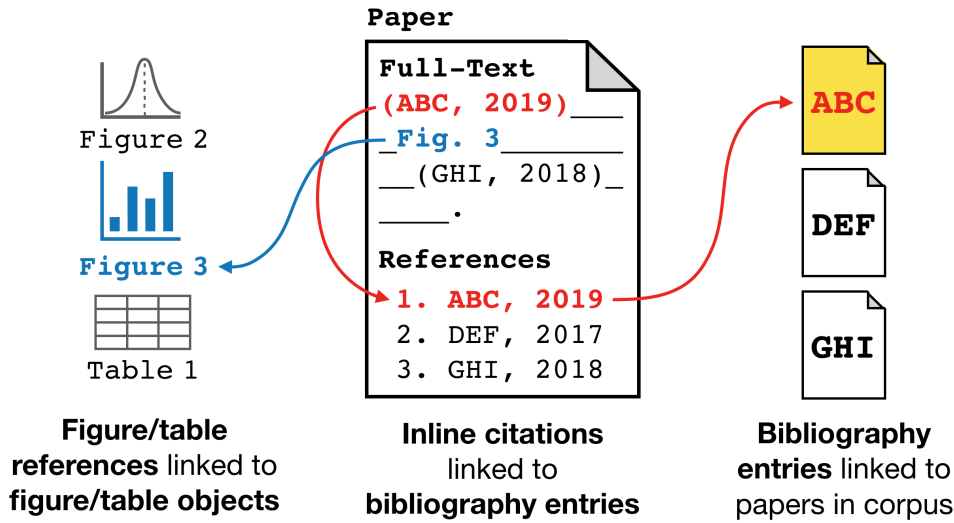 Paper
Full-Text
(ABC, 2019)____
_Fig. 3_______
__(GHI, 2018)_
____.
References
1. ABC, 2019
2. DEF, 2017
3. GHI, 2018
Figure 2
Figure 3
Table 1
ABC
DEF
GHI
Figure/table
references linked to
figure/table objects
Inline citations
linked to
bibliography entries
Bibliography
entries linked to
papers in corpus